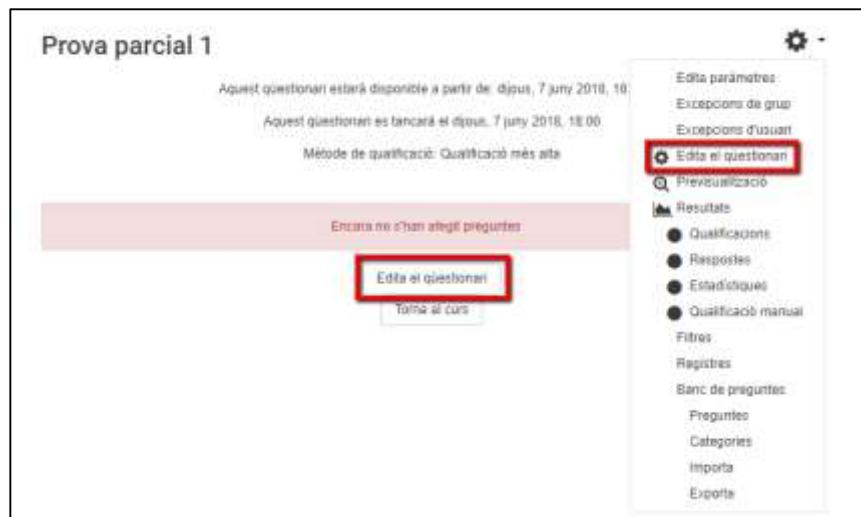 Prova parcial 1
Aquest qüestionari estarà disponible a partir de: dijous, 7 juny 2018, 16:
Aquest qüestionari es tancarà el dijous, 7 juny 2018, 18:00
Mètode de qualificació: Qualificació més alta
Encara no s'han afegit preguntes
Edita el qüestionari
Torna al curs
Edita paràmetres
Excepcions de grup
Excepcions d'usuari
Edita el qüestionari
Previsualització
Resultats
Qualificacions
Respostes
Estadístiques
Qualificació manual
Filtres
Registres
Banc de preguntes
Preguntes
Categories
Importa
Exporta